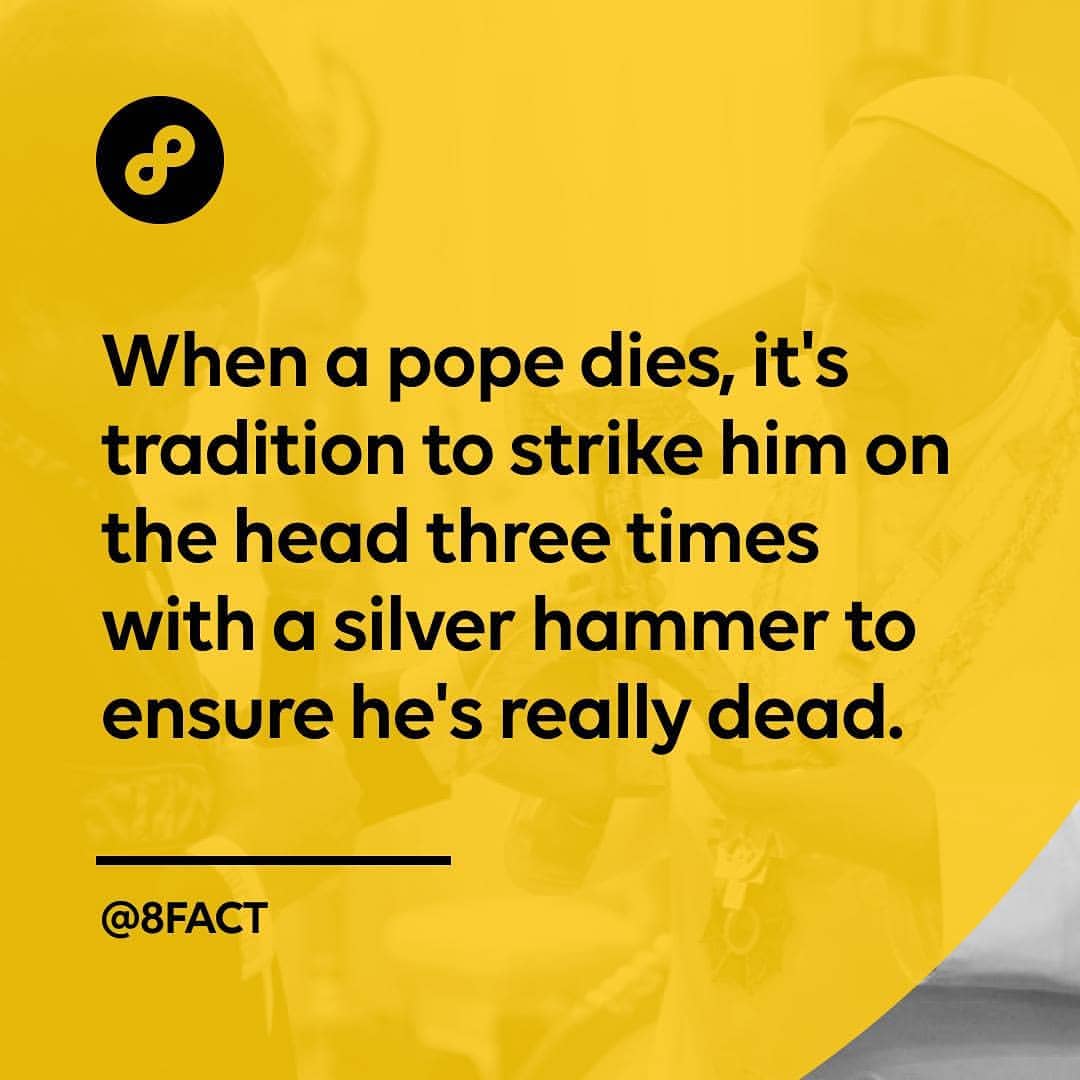 When a pope dies, it's
tradition to strike him on
the head three times
with a silver hammer to
ensure he's really dead.
@8FACT